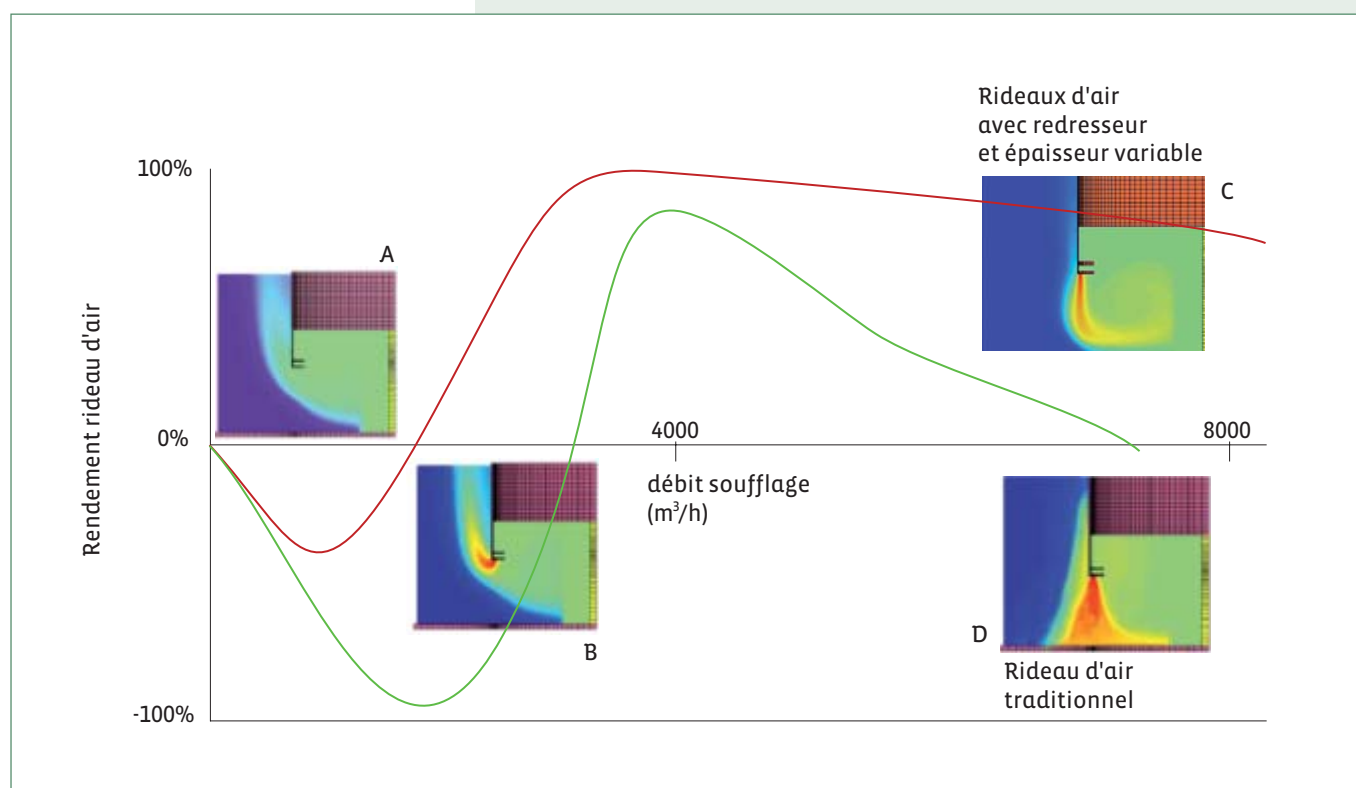 Rideaux d'air
avec redresseur
et épaisseur variable
C
100%
A
Rendement rideau d'air
0%
4000
8000
débit soufflage
(m³/h)
B
D
Rideau d'air
traditionnel
-100%